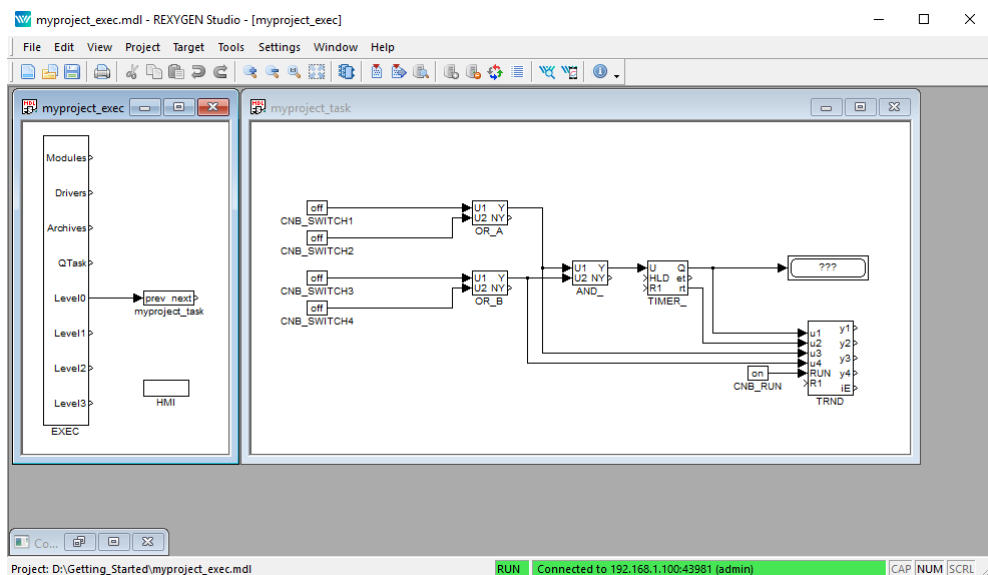 myproject_exec.mdl - REXYGEN Studio - [myproject_exec]
File Edit View Project Target Tools Settings Window Help
myproject_exec
Modules
Drivers
Archives
QTask
Level0
prev next
myproject_task
Level1
Level2
Level3
HMI
EXEC
myproject_task
off
CNB_SWITCH1
off
CNB_SWITCH2
U1 Y
U2 NY
OR_A
off
CNB_SWITCH3
off
CNB_SWITCH4
U1 Y
U2 NY
OR_B
U1 Y
U2 NY
AND_
U Q
HLD et
R1 rt
TIMER_
???
on
CNB_RUN
u1 y1
u2 y2
u3 y3
u4 y4
RUN
R1 iE
TRND
Co...
Project: D:\Getting_Started\myproject_exec.mdl RUN Connected to 192.168.1.100:43981 (admin) CAP NUM SCRL